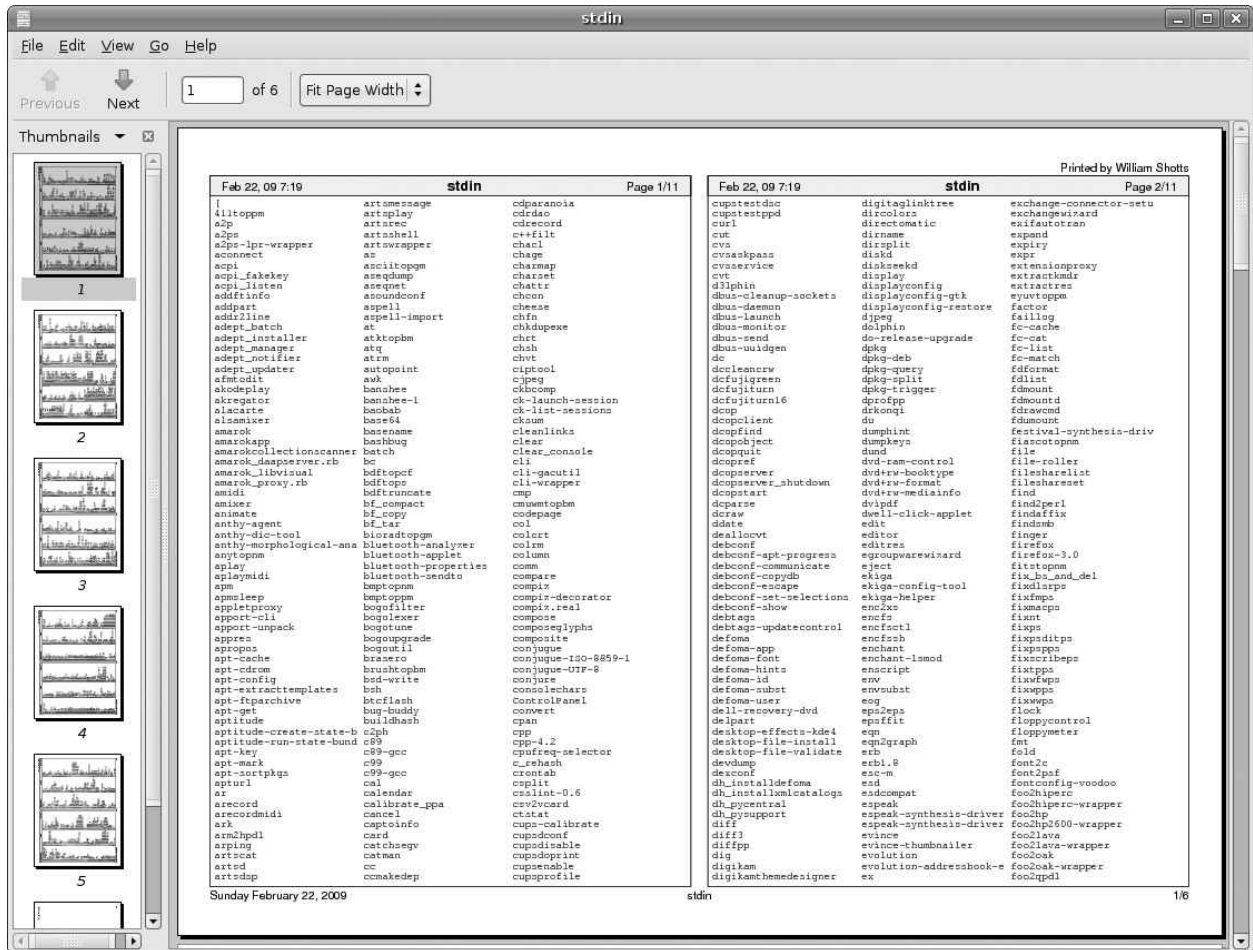 stdin
File Edit View Go Help
Previous Next 1 of 6 Fit Page Width
Thumbnails
1
2
3
4
5
Printed by William Shotts
Feb 22, 09 7:19 stdin Page 1/11
[ artsmessage cdparanoia
411toppm artsplay cdrdao
a2p artsrec cdrecord
a2ps artsshell c++filt
a2ps-lpr-wrapper artswrapper chacl
aconnect as chage
acpi asciitopgm charmap
acpi_fakekey aseqdump charset
acpi_listen aseqnet chattr
addftinfo asoundconf chcon
addpart aspell cheese
addr2line aspell-import chfn
adept_batch at chkdupexe
adept_installer atktopbm chrt
adept_manager atq chsh
adept_notifier atrm chvt
adept_updater autopoint ciptool
afmtodit awk cjpeg
akodeplay banshee ckbcomp
akregator banshee-1 ck-launch-session
alacarte baobab ck-list-sessions
alsamixer base64 cksum
amarok basename cleanlinks
amarokapp bashbug clear
amarokcollectionscanner batch clear_console
amarok_daapserver.rb bc cli
amarok_libvisual bdftopcf cli-gacutil
amarok_proxy.rb bdftops cli-wrapper
amidi bdftruncate cmp
amixer bf_compact cmuwmtopbm
animate bf_copy codepage
anthy-agent bf_tar col
anthy-dic-tool bioradtopgm colcrt
anthy-morphological-ana bluetooth-analyzer colrm
anytopnm bluetooth-applet column
aplay bluetooth-properties comm
aplaymidi bluetooth-sendto compare
apm bmptopnm compiz
apmsleep bmptoppm compiz-decorator
appletproxy bogofilter compiz.real
apport-cli bogolexer compose
apport-unpack bogotune composeglyphs
appres bogoupgrade composite
apropos bogoutil conjugue
apt-cache brasero conjugue-ISO-8859-1
apt-cdrom brushtopbm conjugue-UTF-8
apt-config bsd-write conjure
apt-extracttemplates bsh consolechars
apt-ftparchive btcflash ControlPanel
apt-get bug-buddy convert
aptitude buildhash cpan
aptitude-create-state-b c2ph cpp
aptitude-run-state-bund c89 cpp-4.2
apt-key c89-gcc cpufreq-selector
apt-mark c99 c_rehash
apt-sortpkgs c99-gcc crontab
apturl cal csplit
ar calendar csslint-0.6
arecord calibrate_ppa csv2vcard
arecordmidi cancel ctstat
ark captoinfo cups-calibrate
arm2hpdl card cupsdconf
arping catchsegv cupsdisable
artscat catman cupsdoprint
artsd cc cupsenable
artsdsp ccmakedep cupsprofile
Feb 22, 09 7:19 stdin Page 2/11
cupstestdsc digitaglinktree exchange-connector-setu
cupstestppd dircolors exchangewizard
curl directomatic exifautotran
cut dirname expand
cvs dirsplit expiry
cvsaskpass diskd expr
cvsservice diskseekd extensionproxy
cvt display extractkmdr
d3lphin displayconfig extractres
dbus-cleanup-sockets displayconfig-gtk eyuvtoppm
dbus-daemon displayconfig-restore factor
dbus-launch djpeg faillog
dbus-monitor dolphin fc-cache
dbus-send do-release-upgrade fc-cat
dbus-uuidgen dpkg fc-list
dc dpkg-deb fc-match
dccleancrw dpkg-query fdformat
dcfujigreen dpkg-split fdlist
dcfujiturn dpkg-trigger fdmount
dcfujiturn16 dprofpp fdmountd
dcop drkonqi fdrawcmd
dcopclient du fdumount
dcopfind dumphint festival-synthesis-driv
dcopobject dumpkeys fiascotopnm
dcopquit dund file
dcopref dvd-ram-control file-roller
dcopserver dvd+rw-booktype filesharelist
dcopserver_shutdown dvd+rw-format fileshareset
dcopstart dvd+rw-mediainfo find
dcparse dvipdf find2perl
dcraw dwell-click-applet findaffix
ddate edit findsmb
deallocvt editor finger
debconf editres firefox
debconf-apt-progress egroupwarewizard firefox-3.0
debconf-communicate eject fitstopnm
debconf-copydb ekiga fix_bs_and_del
debconf-escape ekiga-config-tool fixdlsrps
debconf-set-selections ekiga-helper fixfmps
debconf-show enc2xs fixmacps
debtags encfs fixnt
debtags-updatecontrol encfsctl fixps
defoma encfssh fixpsditps
defoma-app enchant fixpspps
defoma-font enchant-lsmod fixscribeps
defoma-hints enscript fixtpps
defoma-id env fixwfwps
defoma-subst envsubst fixwpps
defoma-user eog fixwwps
dell-recovery-dvd eps2eps flock
delpart epsffit floppycontrol
desktop-effects-kde4 eqn floppymeter
desktop-file-install eqn2graph fmt
desktop-file-validate erb fold
devdump erb1.8 font2c
dexconf esc-m font2psf
dh_installdefoma esd fontconfig-voodoo
dh_installxmlcatalogs esdcompat foo2hiperc
dh_pycentral espeak foo2hiperc-wrapper
dh_pysupport espeak-synthesis-driver foo2hp
diff espeak-synthesis-driver foo2hp2600-wrapper
diff3 evince foo2lava
diffpp evince-thumbnailer foo2lava-wrapper
dig evolution foo2oak
digikam evolution-addressbook-e foo2oak-wrapper
digikamthemedesigner ex foo2qpdl
Sunday February 22, 2009 stdin 1/6